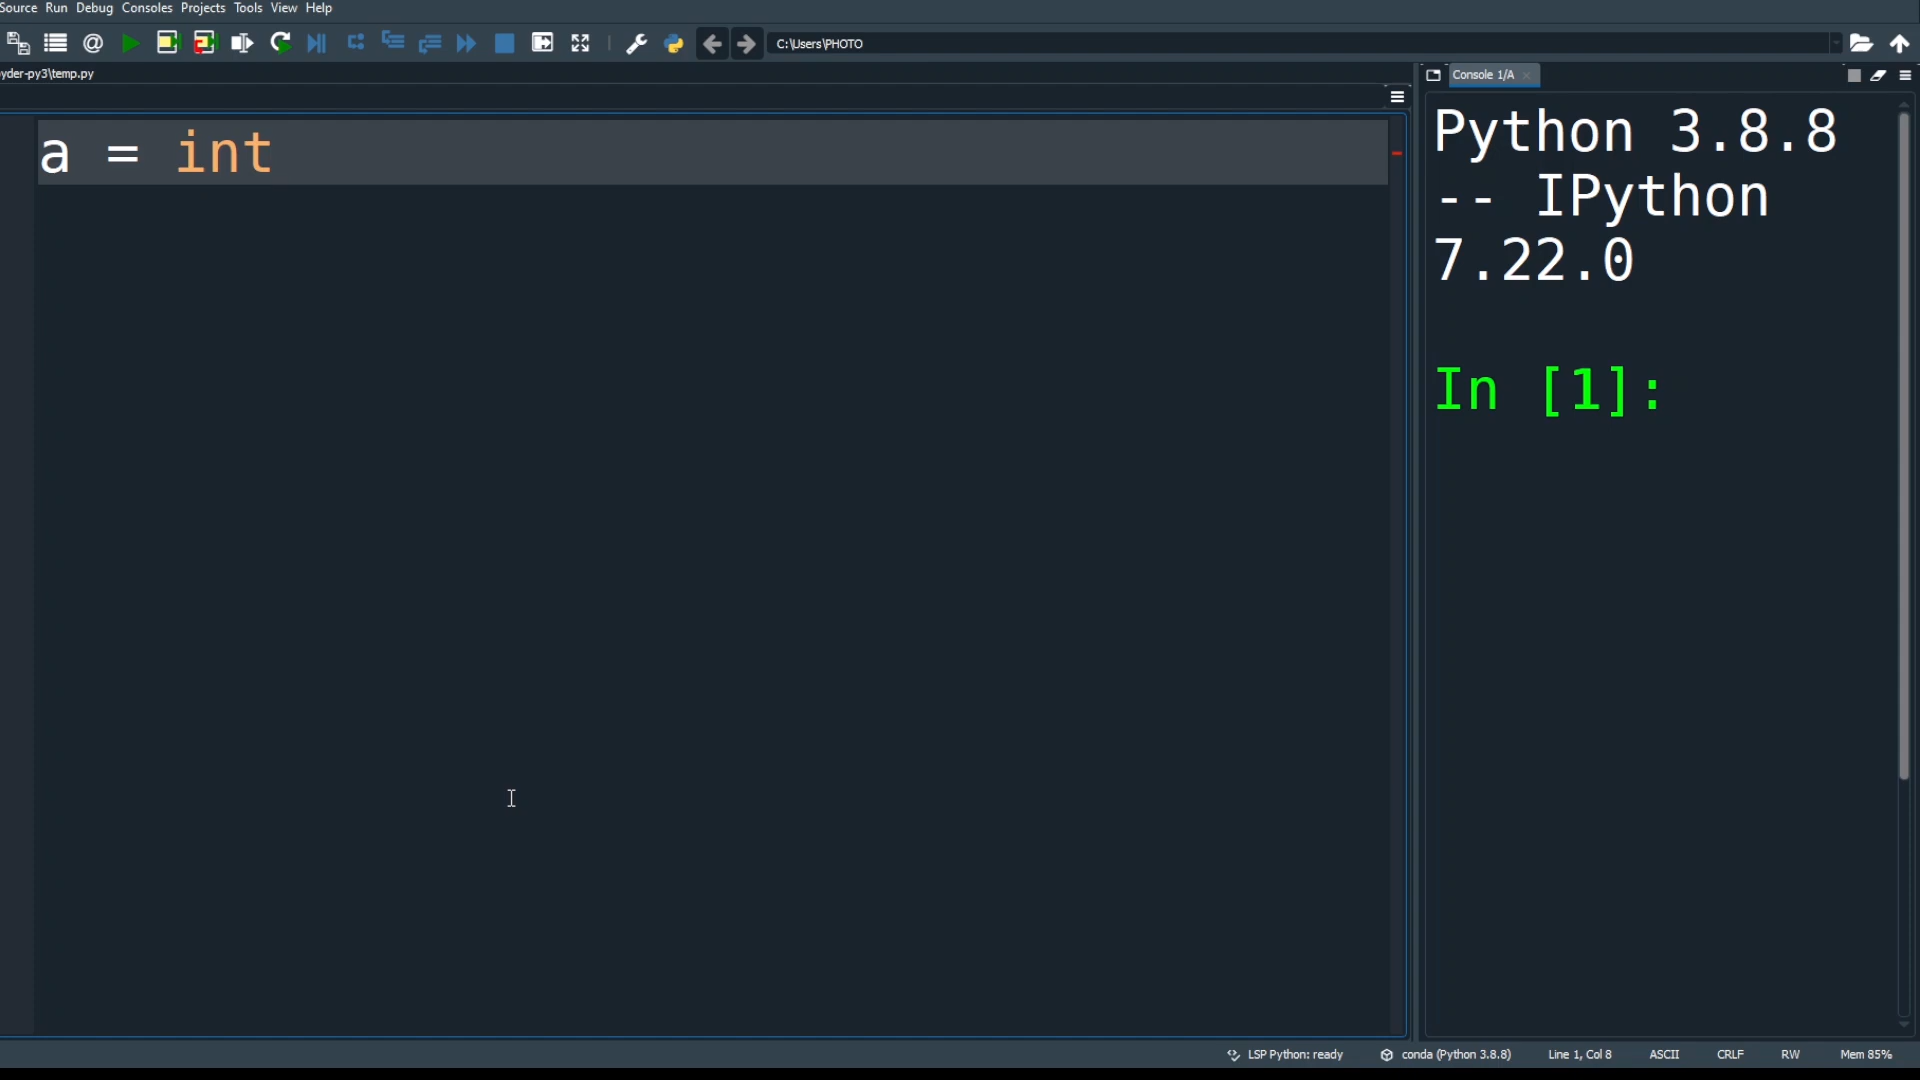 Source Run Debug Consoles Projects Tools View Help
C:\Users\PHOTO
yder-py3\temp.py
Console 1/A
a = int
Python 3.8.8
-- IPython
7.22.0
In [1]:
LSP Python: ready conda (Python 3.8.8) Line 1, Col 8 ASCII CRLF RW Mem 85%